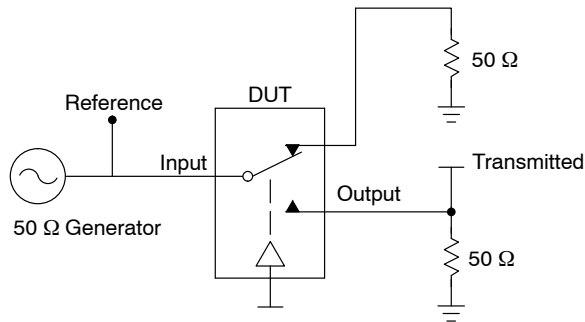 50 Ω
DUT
Reference
Input
Transmitted
Output
50 Ω Generator
50 Ω